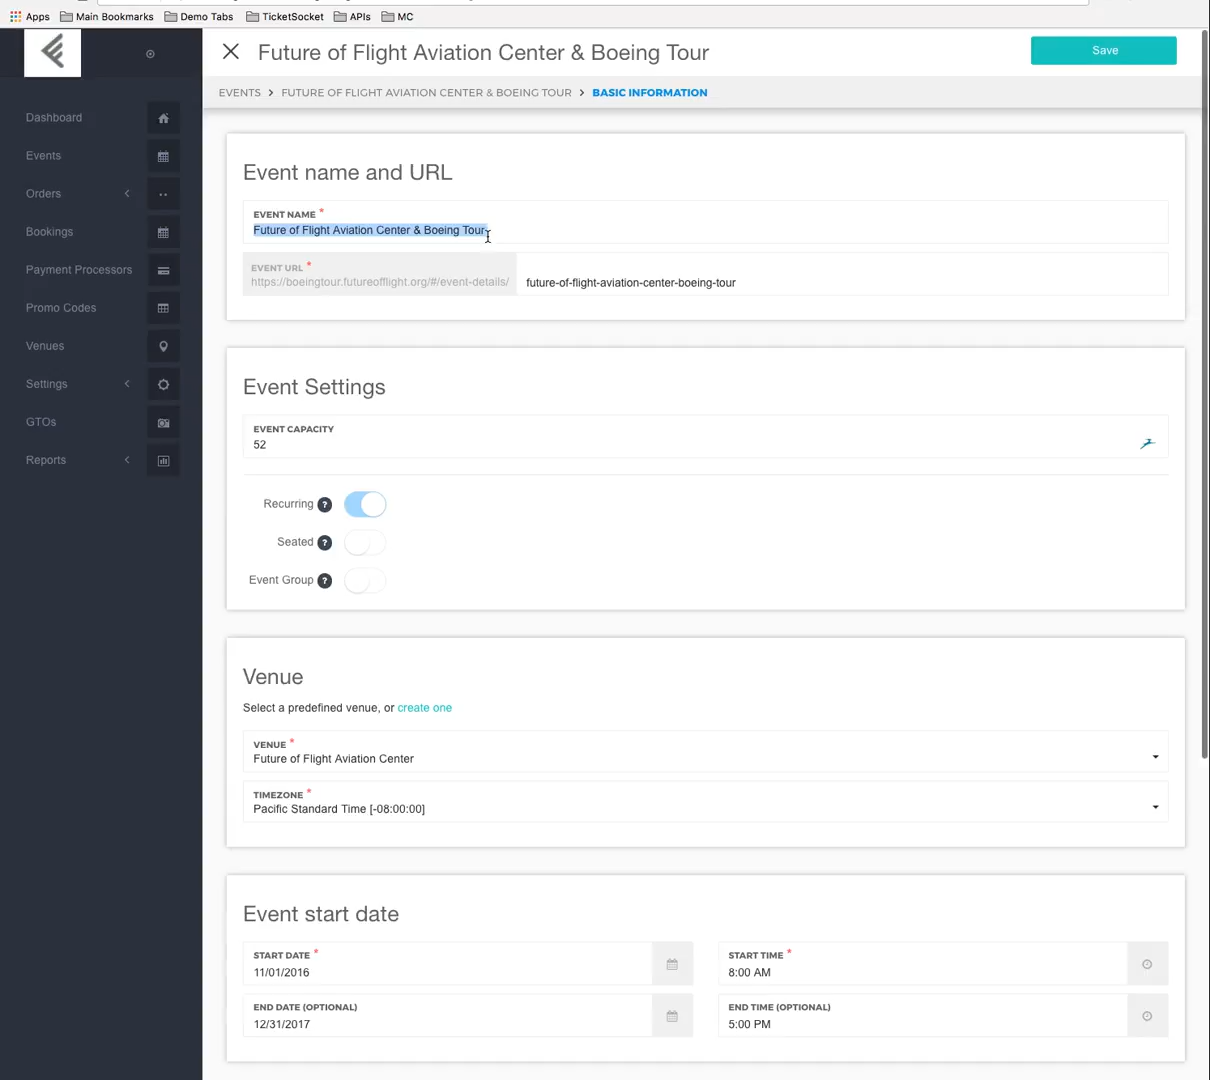 Apps Main Bookmarks Demo Tabs TicketSocket APIs MC
Future of Flight Aviation Center & Boeing Tour
Save
EVENTS > FUTURE OF FLIGHT AVIATION CENTER & BOEING TOUR > BASIC INFORMATION
Dashboard
Events
Orders
Bookings
Payment Processors
Promo Codes
Venues
Settings
GTOs
Reports
Event name and URL
EVENT NAME *
Future of Flight Aviation Center & Boeing Tour
EVENT URL *
https://boeingtour.futureofflight.org/#/event-details/ future-of-flight-aviation-center-boeing-tour
Event Settings
EVENT CAPACITY
52
Recurring ?
Seated ?
Event Group ?
Venue
Select a predefined venue, or create one
VENUE *
Future of Flight Aviation Center
TIMEZONE *
Pacific Standard Time [-08:00:00]
Event start date
START DATE * START TIME *
11/01/2016 8:00 AM
END DATE (OPTIONAL) END TIME (OPTIONAL)
12/31/2017 5:00 PM